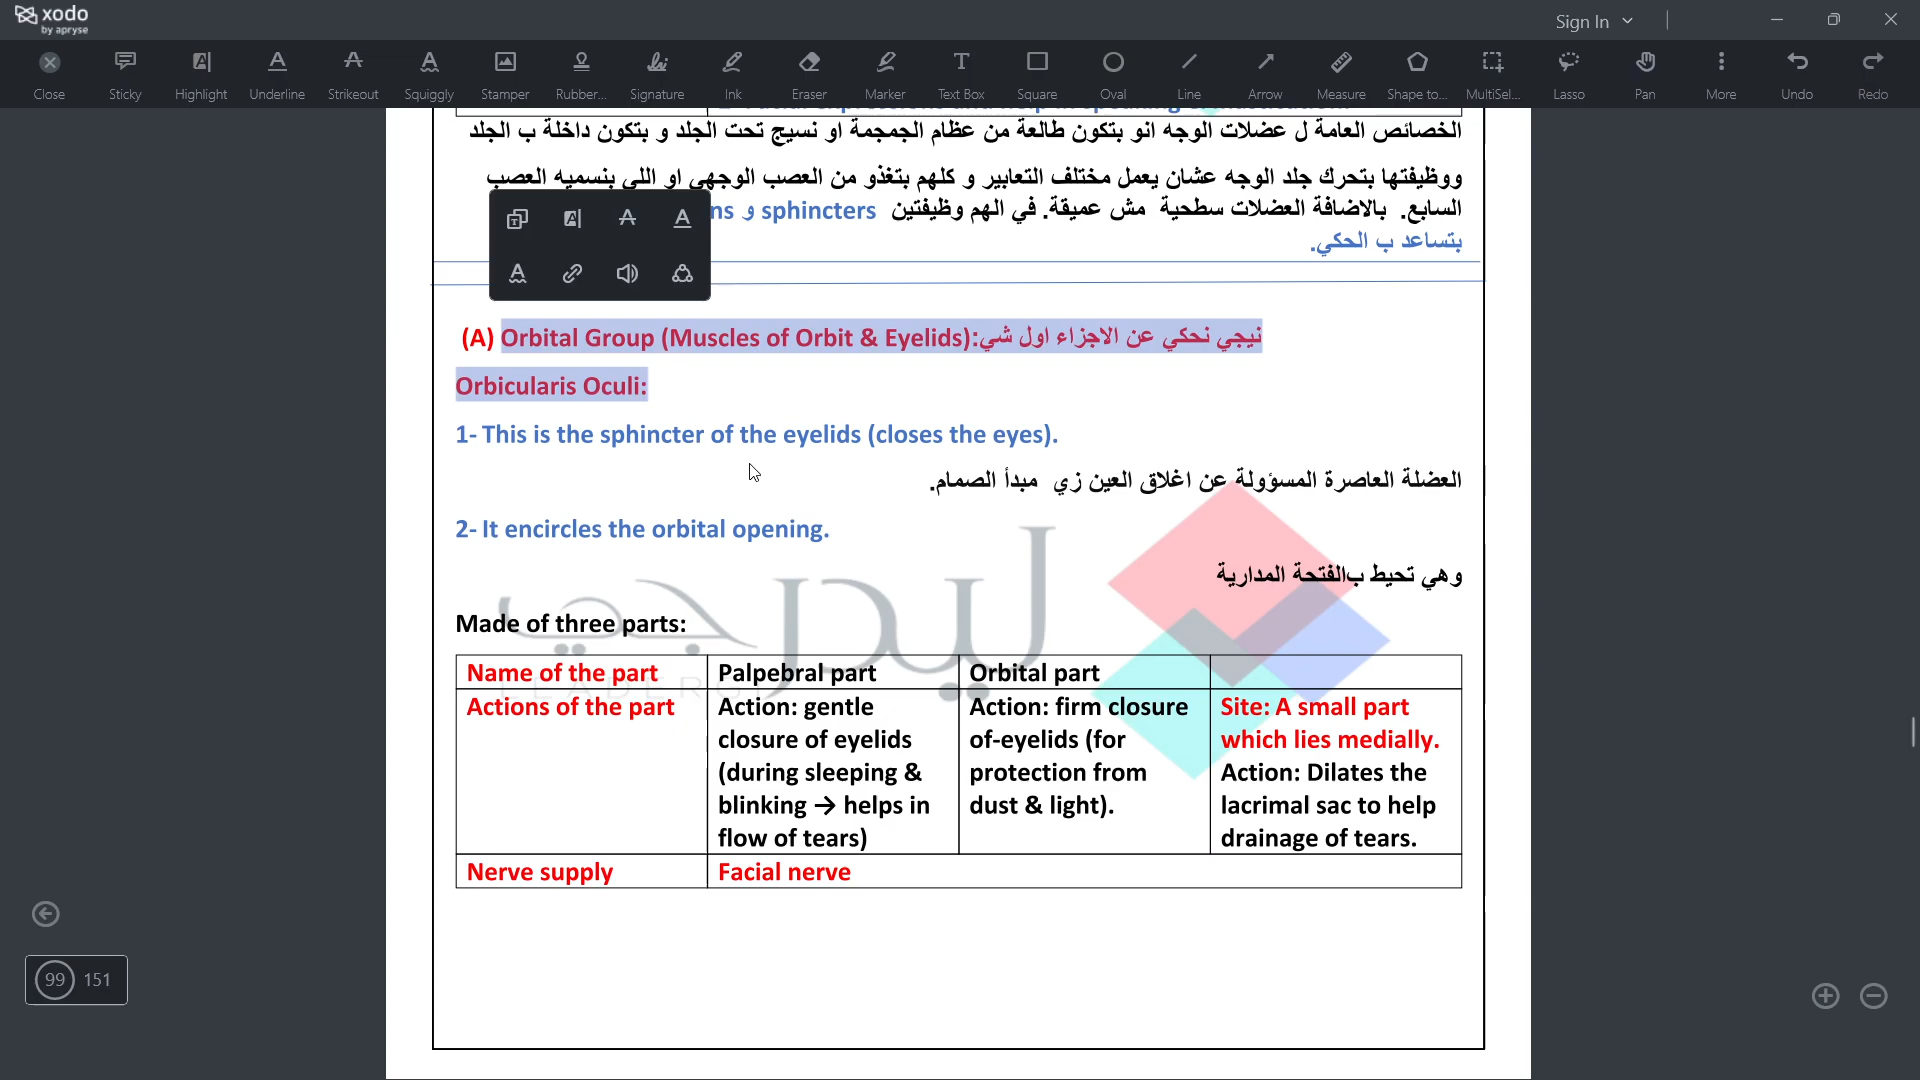 xodo
by apryse
Sign In
Close
Sticky
Highlight
Underline
Strikeout
Squiggly
Stamper
Rubber...
Signature
Ink
Eraser
Marker
Text Box
Square
Oval
Line
Arrow
Measure
Shape to...
MultiSel...
Lasso
Pan
More
Undo
Redo
الخصائص العامة ل عضلات الوجه انو بتكون طالعة من عظام الجمجمة او نسيج تحت الجلد و بتكون داخلة ب الجلد
ووظيفتها بتحرك جلد الوجه عشان يعمل مختلف التعابير و كلهم بتغذو من العصب الوجهي او اللي بنسميه العصب
السابع. بالاضافة العضلات سطحية مش عميقة. في الهم وظيفتين sphincters و ns
بتساعد ب الحكي.
(A) Orbital Group (Muscles of Orbit & Eyelids):نيجي نحكي عن الاجزاء اول شي
Orbicularis Oculi:
1- This is the sphincter of the eyelids (closes the eyes).
العضلة العاصرة المسؤولة عن اغلاق العين زي مبدأ الصمام.
2- It encircles the orbital opening.
وهي تحيط بالفتحة المدارية
ليدرجي
Made of three parts:
Name of the part Palpebral part Orbital part
Actions of the part
Action: gentle
closure of eyelids
(during sleeping &
blinking → helps in
flow of tears)
Action: firm closure
of-eyelids (for
protection from
dust & light).
Site: A small part
which lies medially.
Action: Dilates the
lacrimal sac to help
drainage of tears.
Nerve supply Facial nerve
99 151